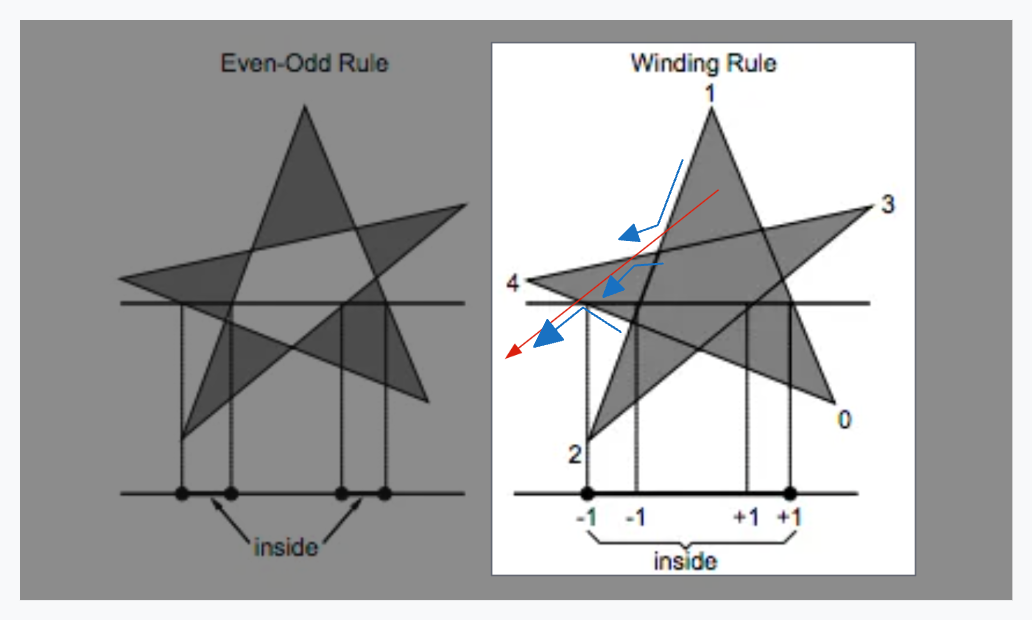 Even-Odd Rule
inside
Winding Rule
1
3
4
0
2
-1 -1 +1 +1
inside